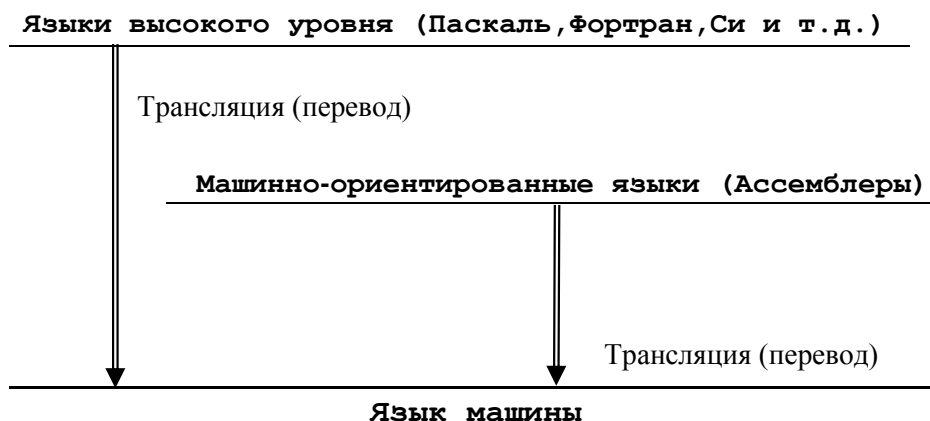 Языки высокого уровня (Паскаль,Фортран,Си и т.д.)
Трансляция (перевод)
Машинно-ориентированные языки (Ассемблеры)
Трансляция (перевод)
Язык машины